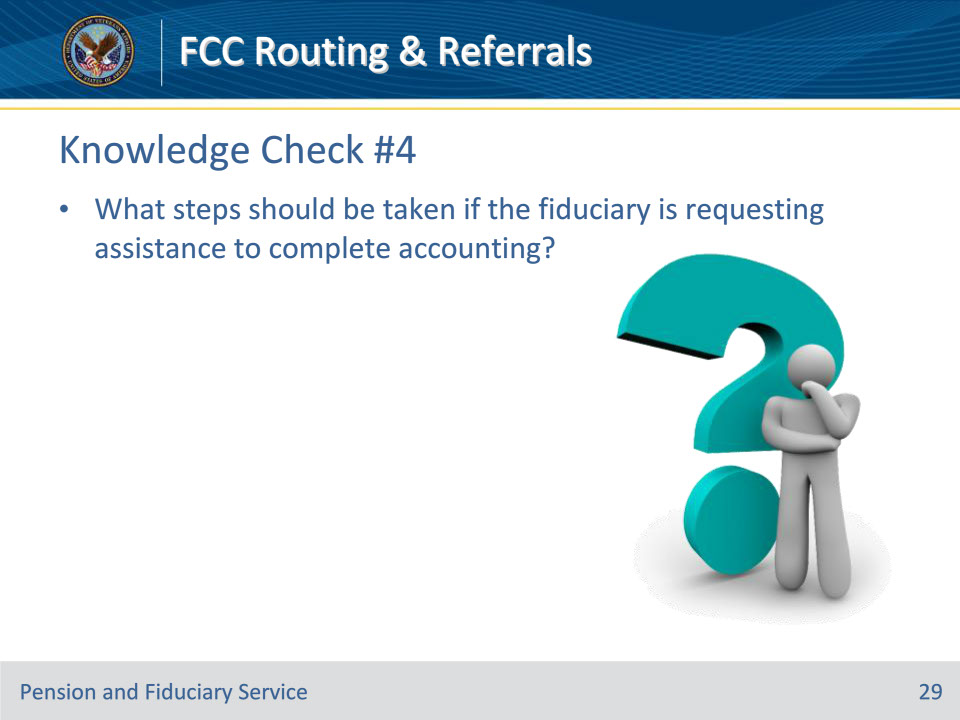 FCC Routing & Referrals
Knowledge Check #4
• What steps should be taken if the fiduciary is requesting
assistance to complete accounting?
Pension and Fiduciary Service
29